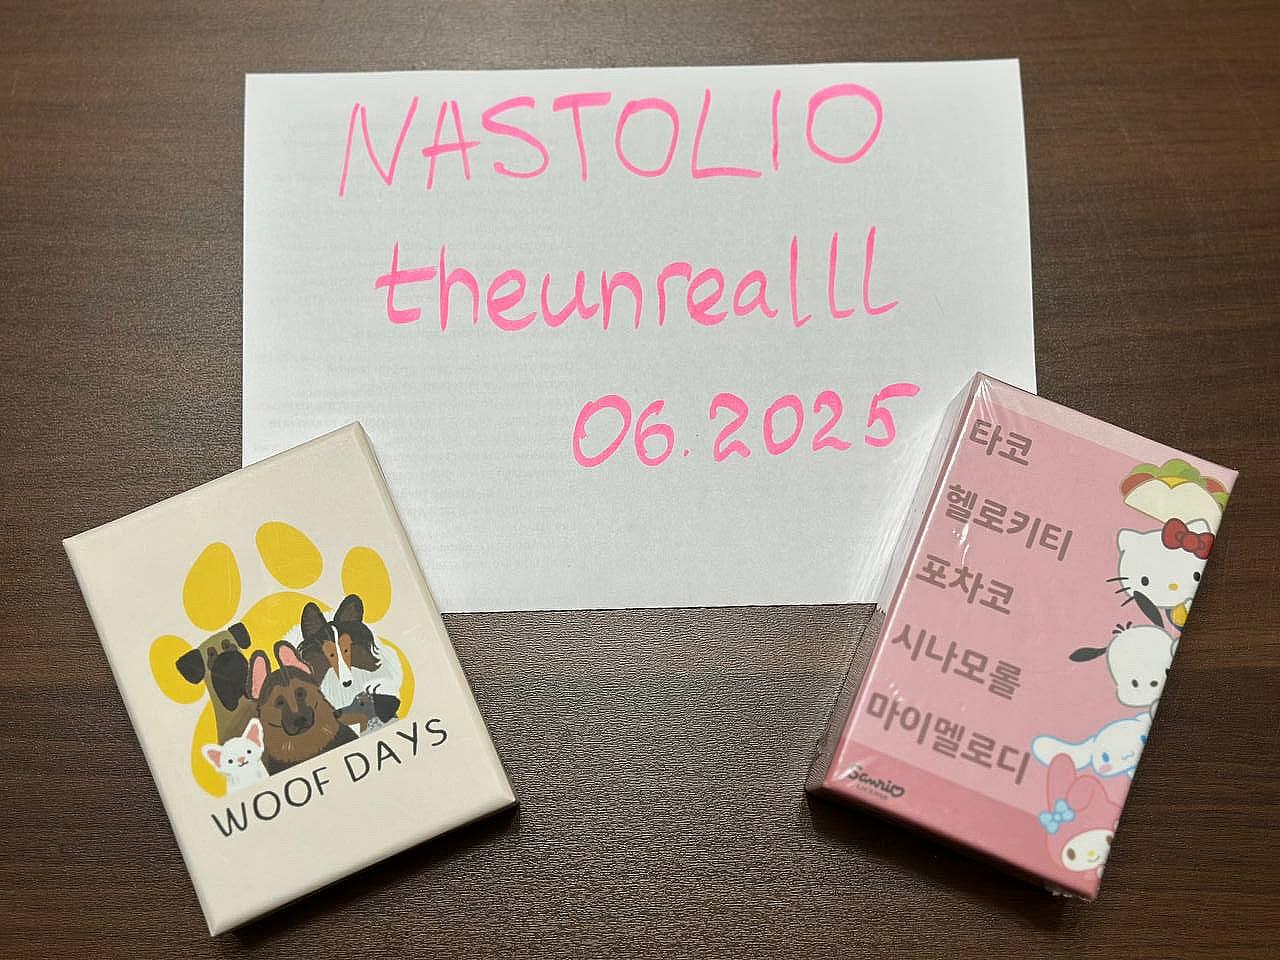 NASTOLIO
theunrealll
06.2025
WOOF DAYS
타코
헬로키티
포차코
시나모롤
마이멜로디
Sanrio
LICENSE